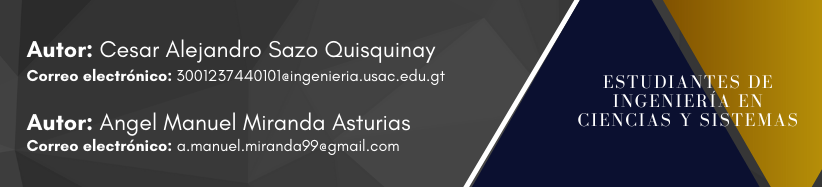 Autor: Cesar Alejandro Sazo Quisquinay
Correo electrónico: 3001237440101@ingenieria.usac.edu.gt
Autor: Angel Manuel Miranda Asturias
Correo electrónico: a.manuel.miranda99@gmail.com
ESTUDIANTES DE
INGENIERÍA EN
CIENCIAS Y SISTEMAS